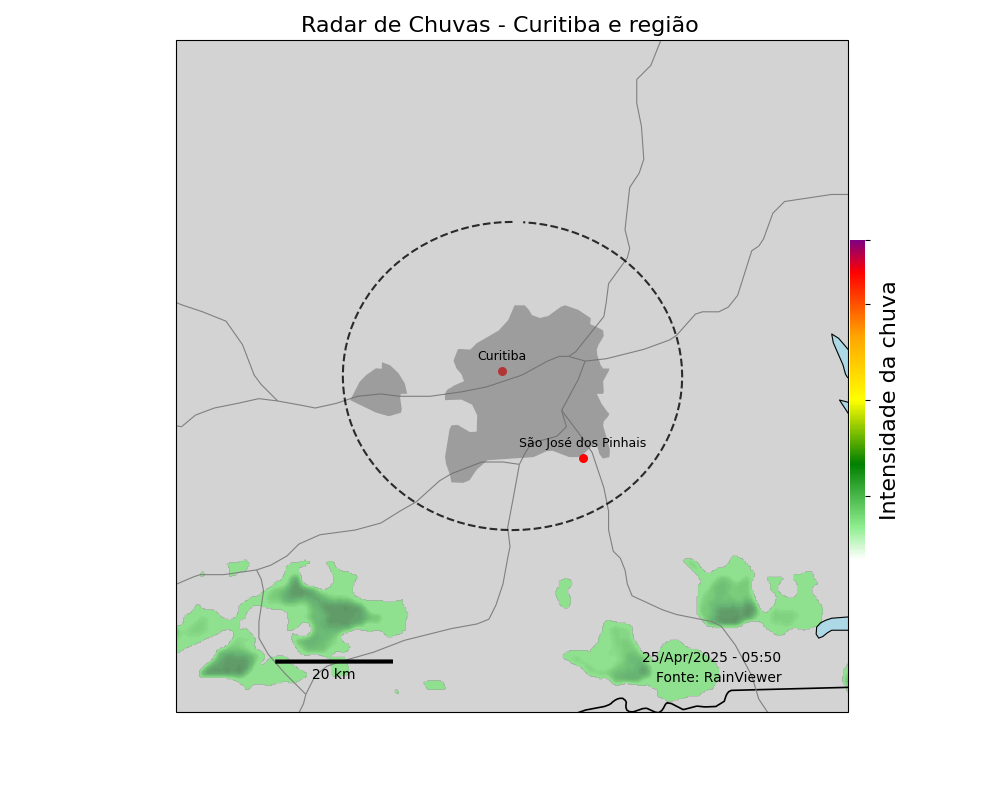 Radar de Chuvas - Curitiba e região
Curitiba
São José dos Pinhais
Intensidade da chuva
25/Apr/2025 - 05:50
Fonte: RainViewer
20 km